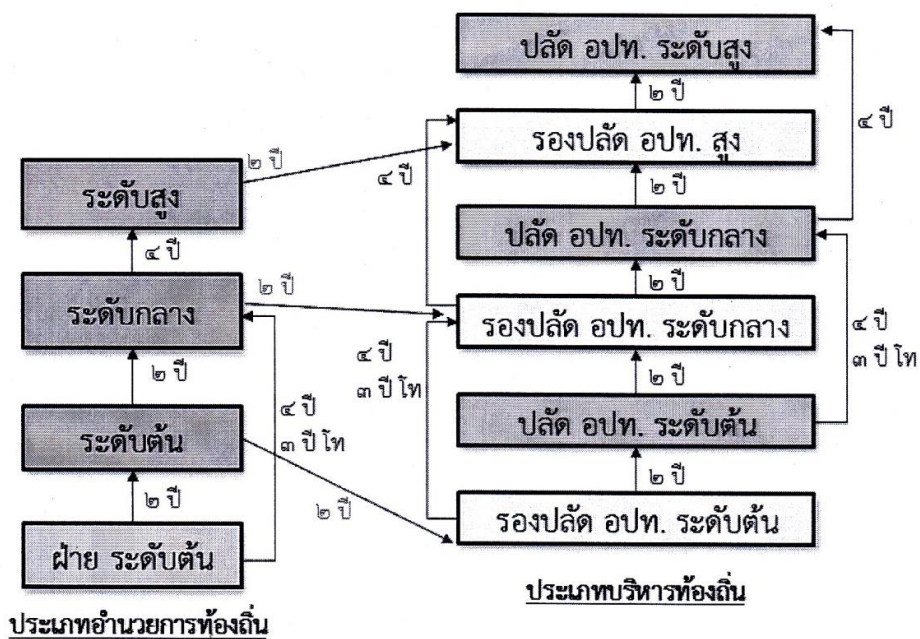 ปลัด อปท. ระดับสูง
๒ ปี
๔ ปี
รองปลัด อปท. สูง
๒ ปี
๔ ปี
ระดับสูง
๒ ปี
ปลัด อปท. ระดับกลาง
๔ ปี
๒ ปี
ระดับกลาง
๒ ปี
รองปลัด อปท. ระดับกลาง
๔ ปี
๓ ปี โท
๒ ปี
๔ ปี
๓ ปี โท
๒ ปี
ปลัด อปท. ระดับต้น
ระดับต้น
๔ ปี
๓ ปี โท
๒ ปี
๒ ปี
๒ ปี
รองปลัด อปท. ระดับต้น
ฝ่าย ระดับต้น
ประเภทบริหารท้องถิ่น
ประเภทอำนวยการท้องถิ่น